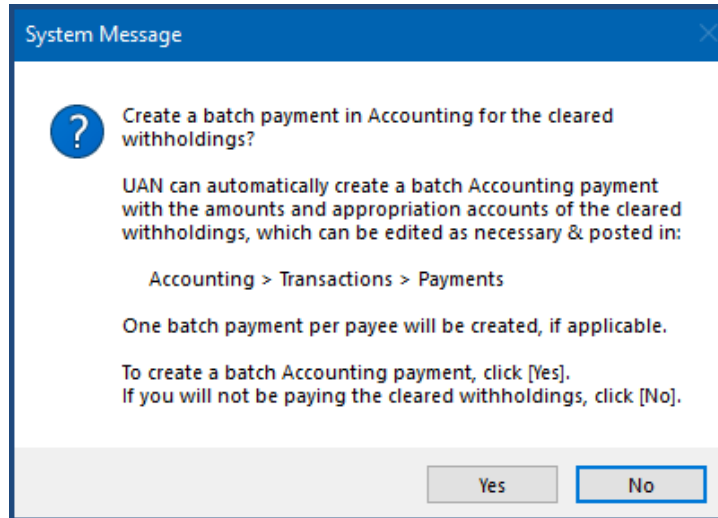 System Message
Create a batch payment in Accounting for the cleared
withholdings?
UAN can automatically create a batch Accounting payment
with the amounts and appropriation accounts of the cleared
withholdings, which can be edited as necessary & posted in:
Accounting > Transactions > Payments
One batch payment per payee will be created, if applicable.
To create a batch Accounting payment, click [Yes].
If you will not be paying the cleared withholdings, click [No].
Yes No